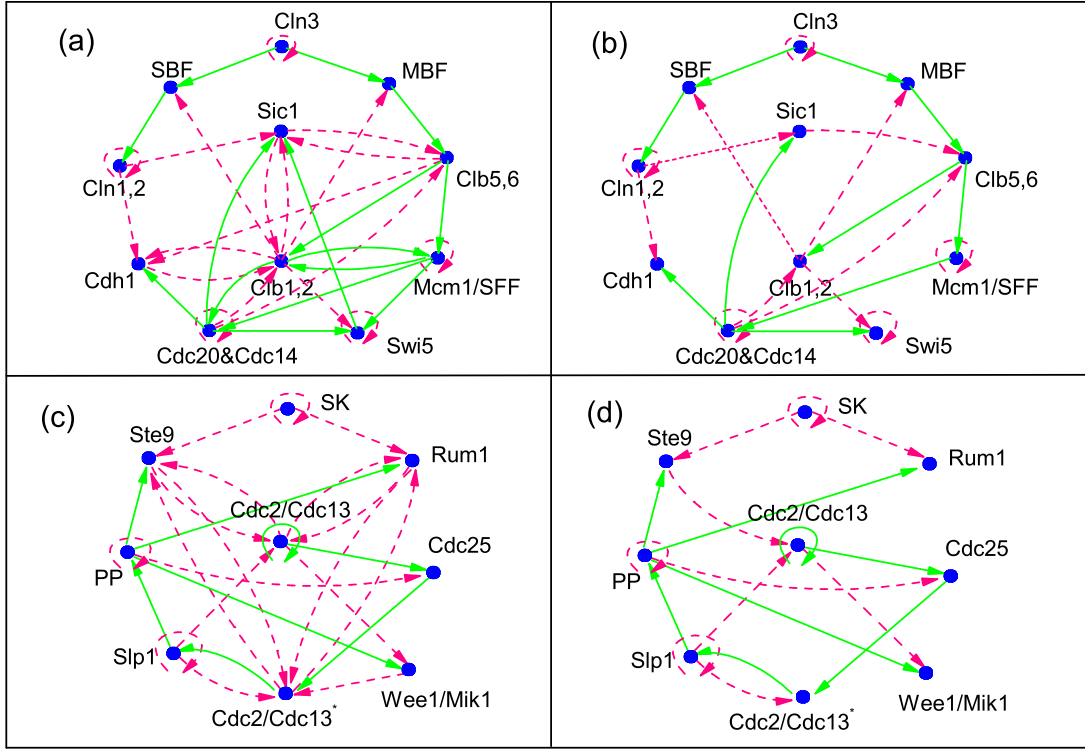 (a)
Cln3
SBF
MBF
Sic1
Cln1,2
Clb5,6
Cdh1
Clb1,2
Mcm1/SFF
Cdc20&Cdc14
Swi5
(b)
Cln3
SBF
MBF
Sic1
Cln1,2
Clb5,6
Cdh1
Clb1,2
Mcm1/SFF
Cdc20&Cdc14
Swi5
(c)
SK
Ste9
Rum1
Cdc2/Cdc13
Cdc25
PP
Slp1
Wee1/Mik1
Cdc2/Cdc13*
(d)
SK
Ste9
Rum1
Cdc2/Cdc13
Cdc25
PP
Slp1
Wee1/Mik1
Cdc2/Cdc13*